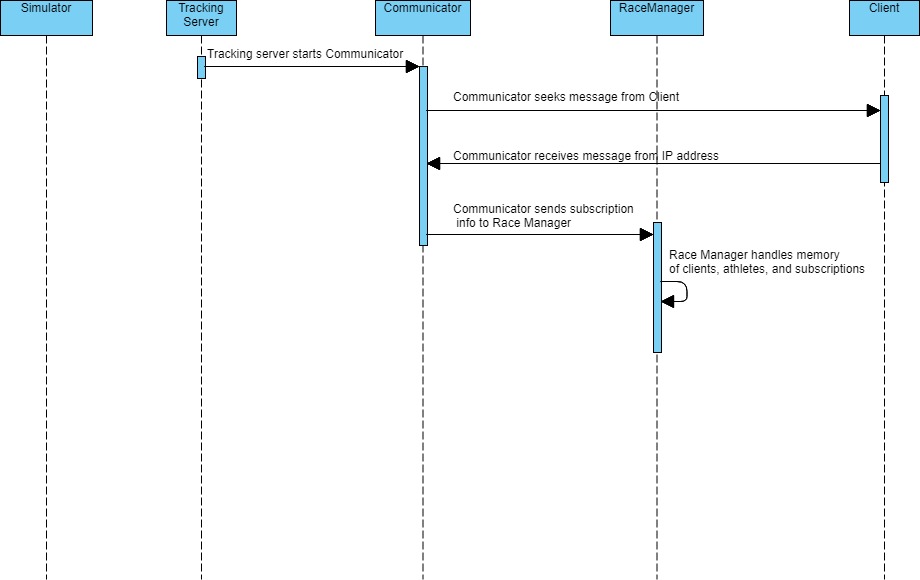 Simulator
Tracking
Server
Communicator
RaceManager
Client
Tracking server starts Communicator
Communicator seeks message from Client
Communicator receives message from IP address
Communicator sends subscription
info to Race Manager
Race Manager handles memory
of clients, athletes, and subscriptions